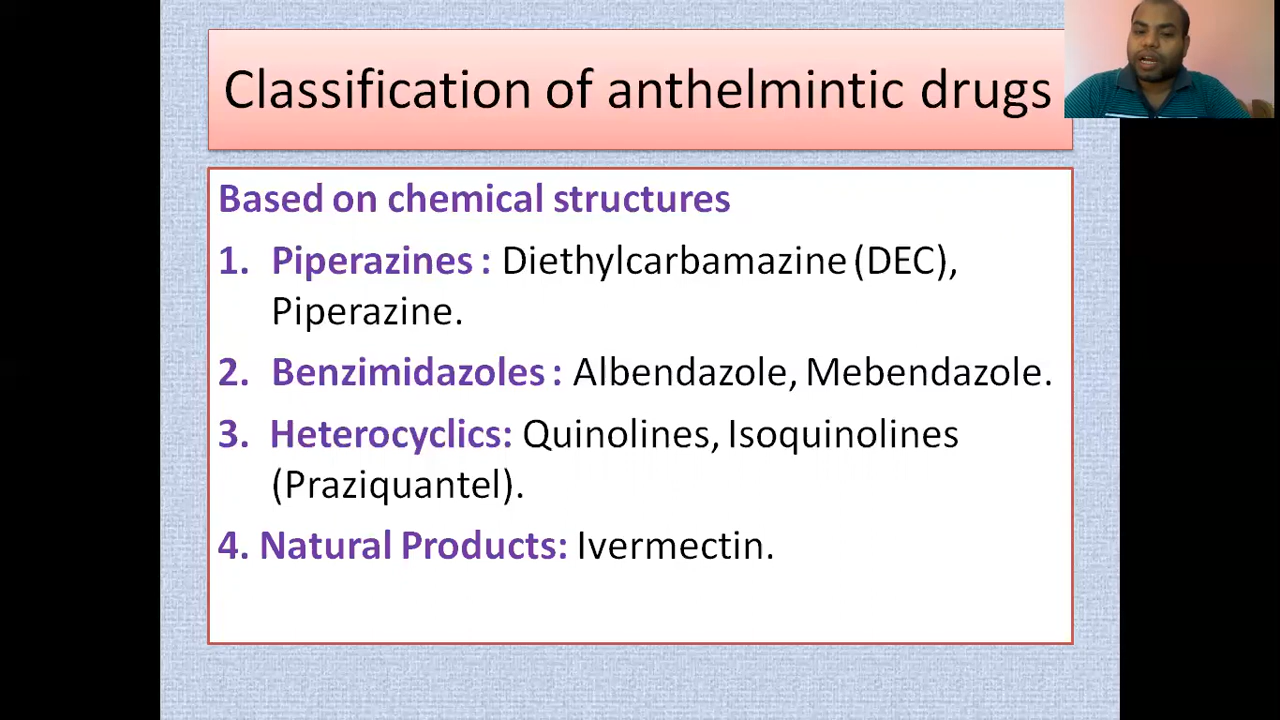 Classification of anthelmintic drugs
Based on chemical structures
1. Piperazines : Diethylcarbamazine (DEC),
Piperazine.
2. Benzimidazoles : Albendazole, Mebendazole.
3. Heterocyclics: Quinolines, Isoquinolines
(Praziquantel).
4. Natural Products: Ivermectin.